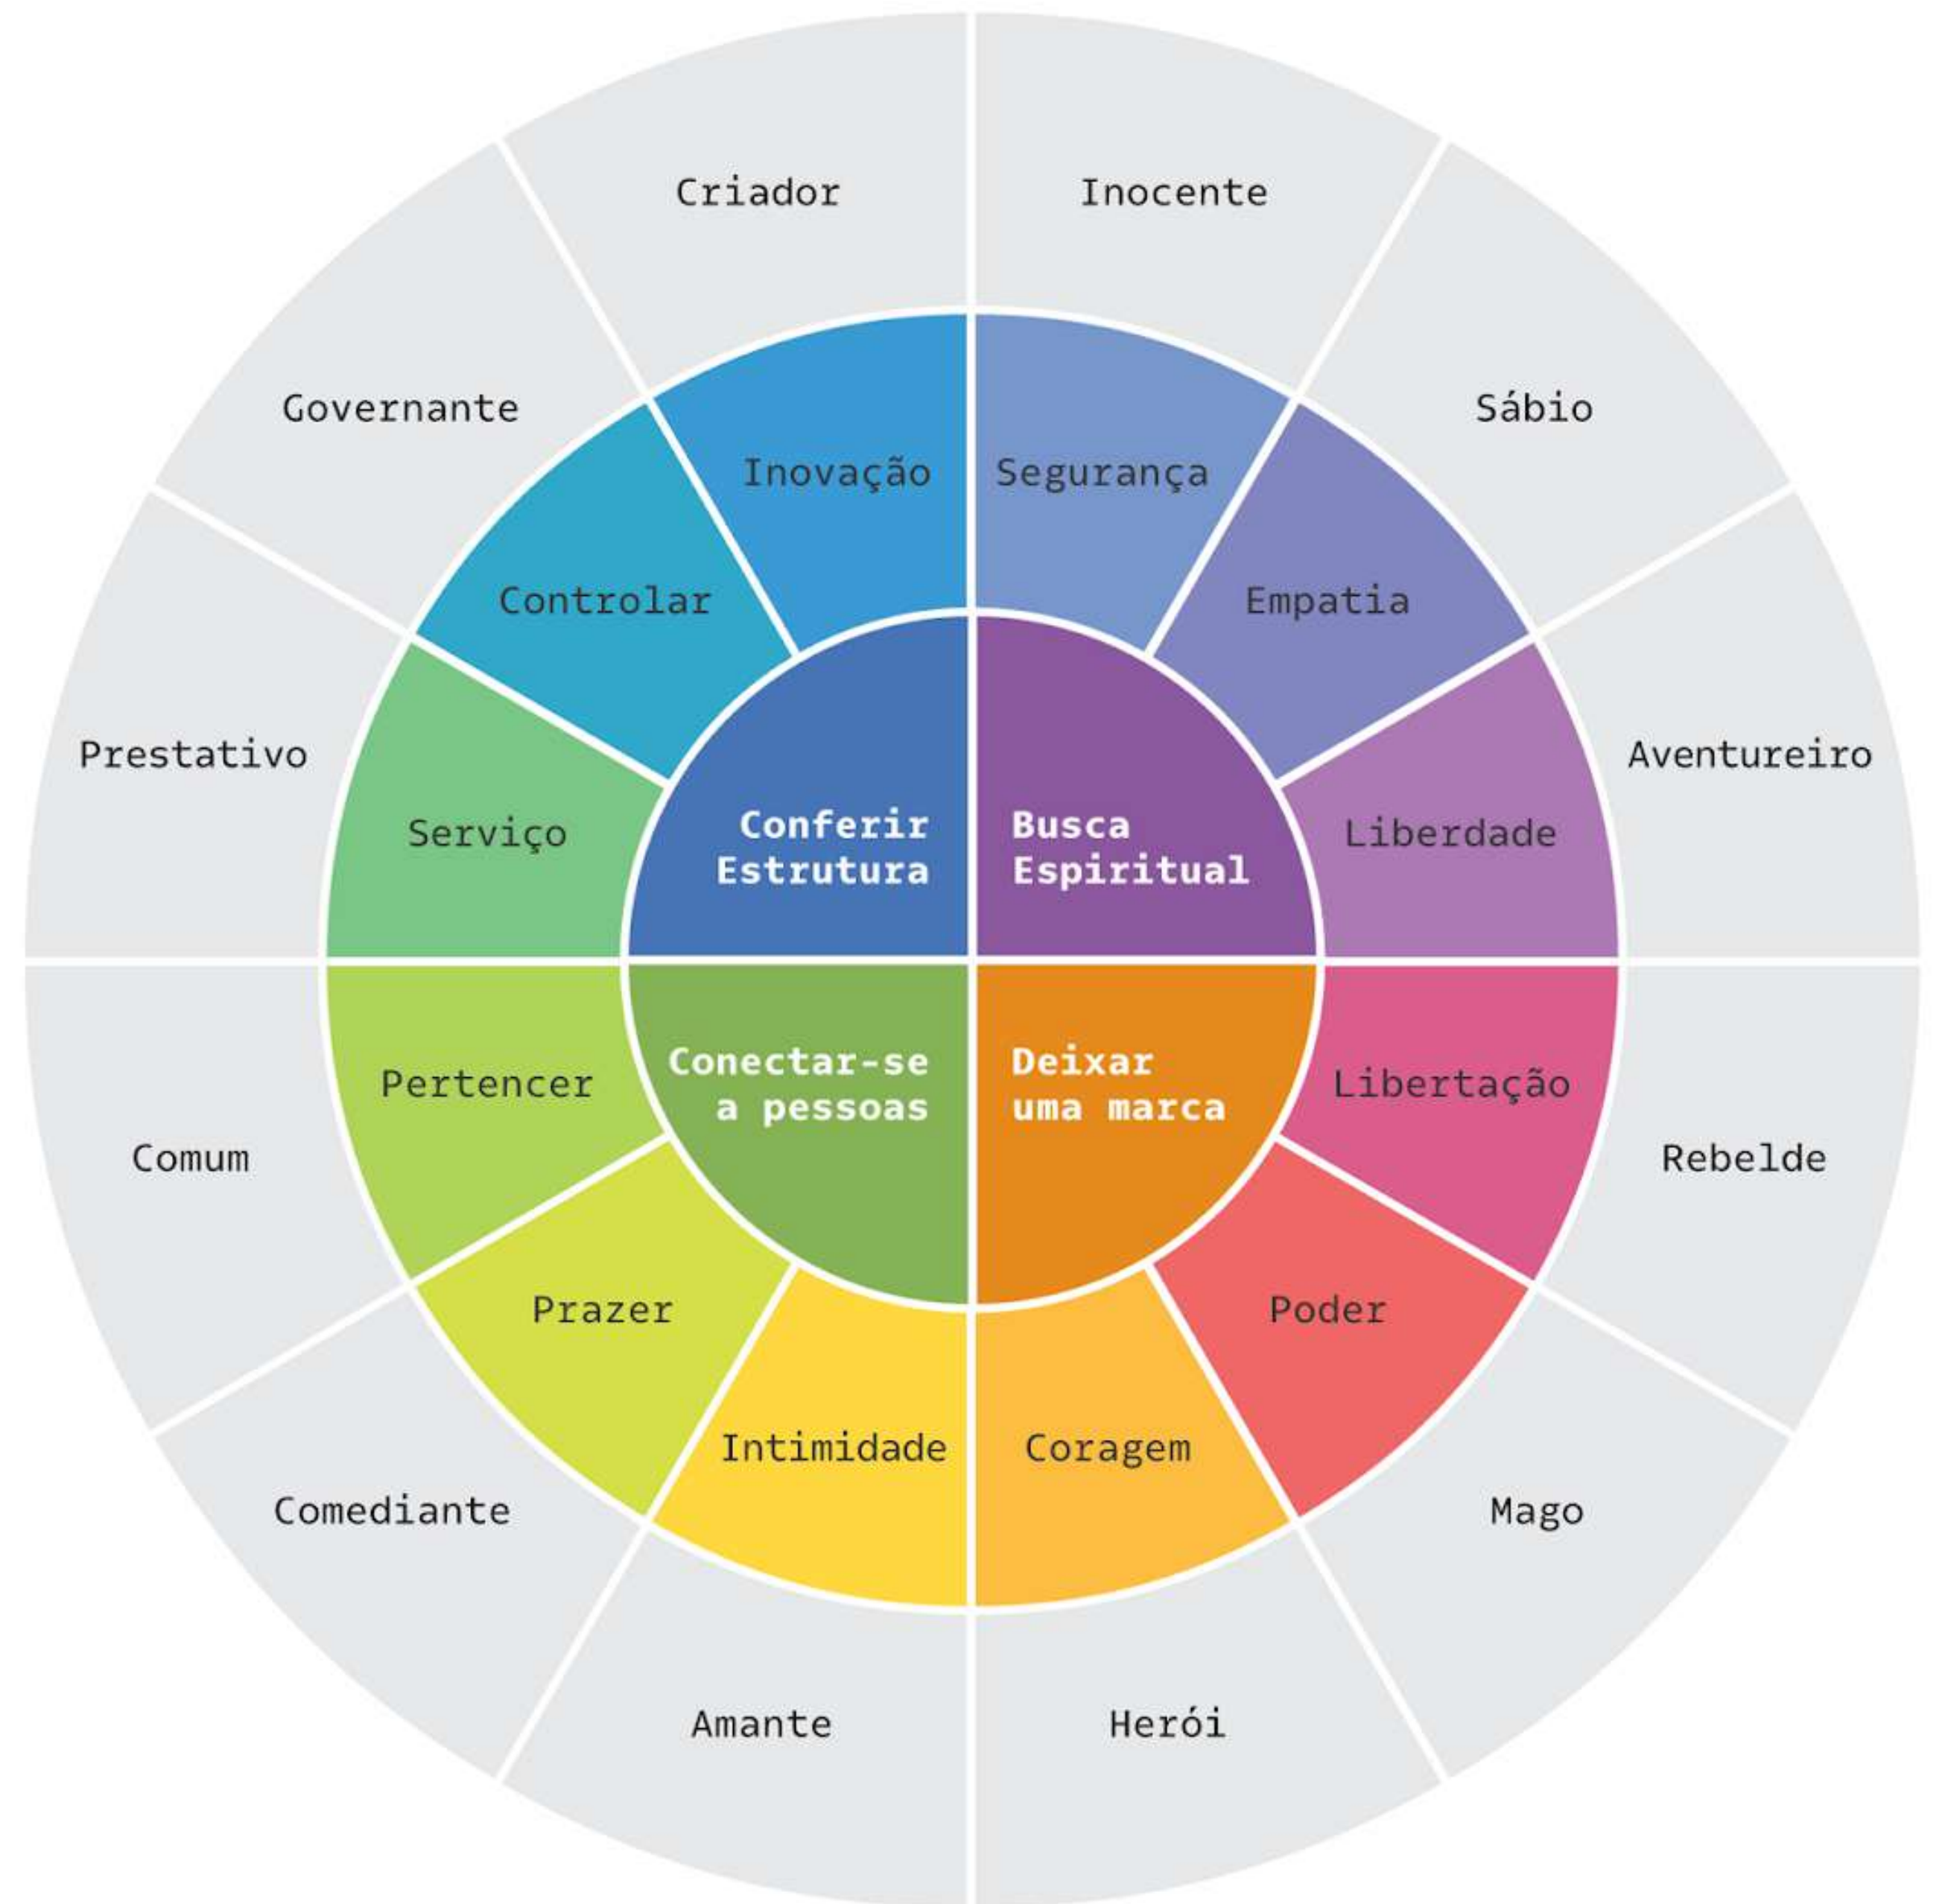 Criador
Inocente
Governante
Sábio
Inovação
Segurança
Controlar
Empatia
Prestativo
Aventureiro
Serviço
Conferir
Estrutura
Busca
Espiritual
Liberdade
Conectar-se
a pessoas
Deixar
uma marca
Pertencer
Libertação
Comum
Rebelde
Prazer
Poder
Intimidade
Coragem
Comediante
Mago
Amante
Herói